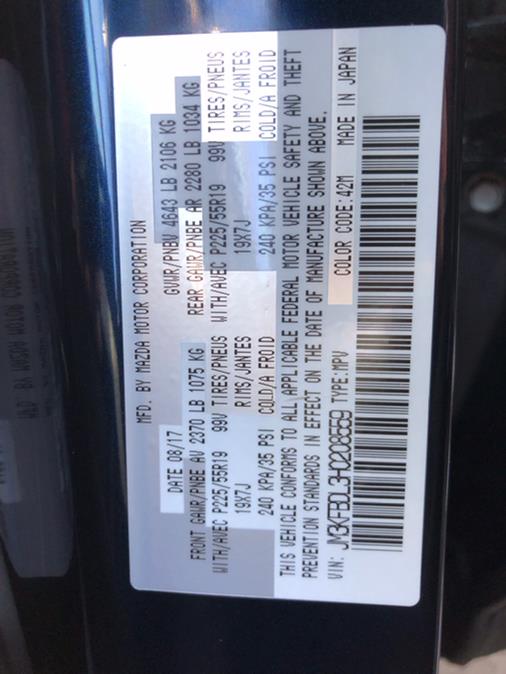 MFD. BY MAZDA MOTOR CORPORATION
DATE 08/17 GVWR/PNBV 4643 LB 2106 KG
FRONT GAWR/PNBE AV 2370 LB 1075 KG REAR GAWR/PNBE AR 2280 LB 1034 KG
WITH/AVEC P225/55R19 99V TIRES/PNEUS WITH/AVEC P225/55R19 99V TIRES/PNEUS
19X7J RIMS/JANTES 19X7J RIMS/JANTES
240 KPA/35 PSI COLD/A FROID 240 KPA/35 PSI COLD/A FROID
THIS VEHICLE CONFORMS TO ALL APPLICABLE FEDERAL MOTOR VEHICLE SAFETY AND THEFT
PREVENTION STANDARDS IN EFFECT ON THE DATE OF MANUFACTURE SHOWN ABOVE.
VIN: JM3KFBDL3H0208559 TYPE:MPV COLOR CODE:42M MADE IN JAPAN